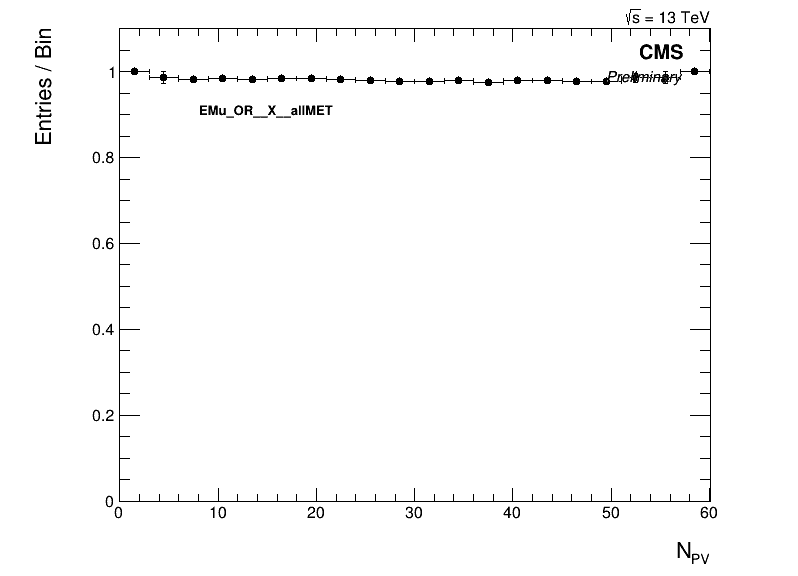 √s = 13 TeV
CMS
Preliminary
Entries / Bin
EMu_OR__X__allMET
1
0.8
0.6
0.4
0.2
0
0 10 20 30 40 50 60
N_PV